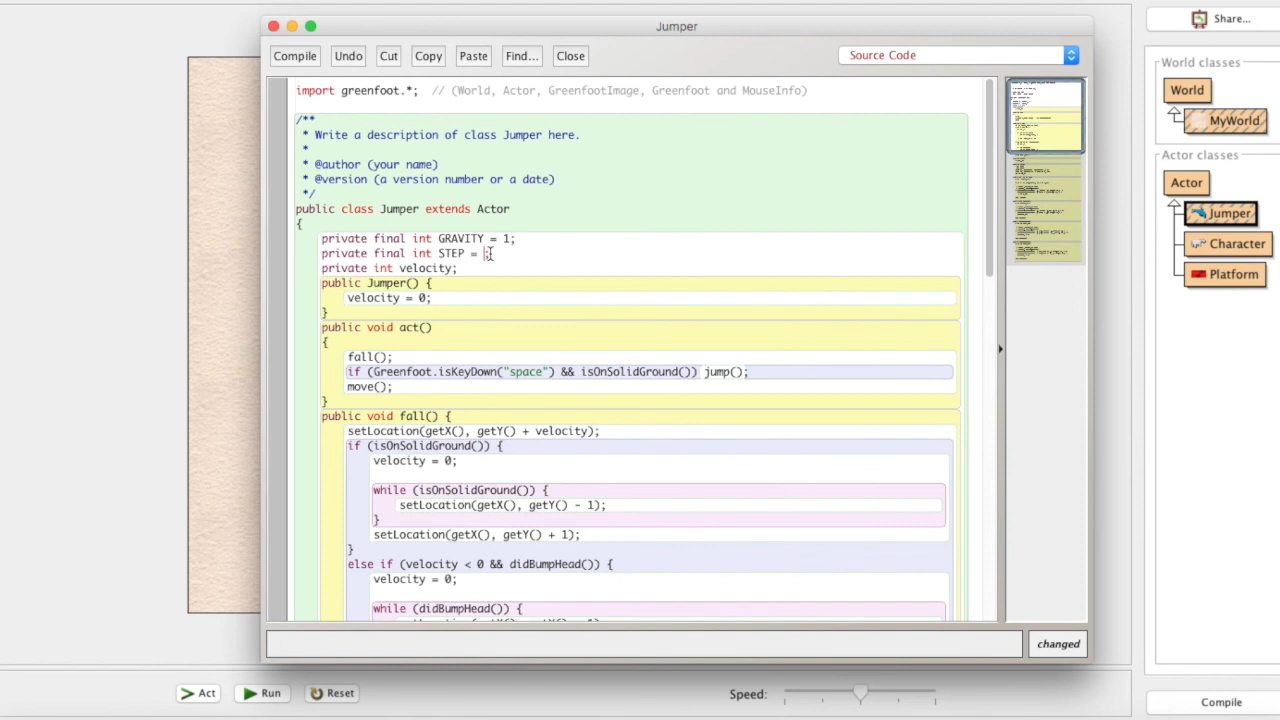 Jumper
Share...
Compile Undo Cut Copy Paste Find... Close
Source Code
import greenfoot.*;  // (World, Actor, GreenfootImage, Greenfoot and MouseInfo)
/**
 * Write a description of class Jumper here.
 *
 * @author (your name)
 * @version (a version number or a date)
 */
public class Jumper extends Actor
{
private final int GRAVITY = 1;
private final int STEP = ;
private int velocity;
public Jumper() {
velocity = 0;
}
public void act()
{
fall();
if (Greenfoot.isKeyDown("space") && isOnSolidGround()) jump();
move();
}
public void fall() {
setLocation(getX(), getY() + velocity);
if (isOnSolidGround()) {
velocity = 0;
while (isOnSolidGround()) {
setLocation(getX(), getY() - 1);
}
setLocation(getX(), getY() + 1);
}
else if (velocity < 0 && didBumpHead()) {
velocity = 0;
while (didBumpHead()) {
changed
World classes
World
MyWorld
Actor classes
Actor
Jumper
Character
Platform
Act Run Reset
Speed:
Compile